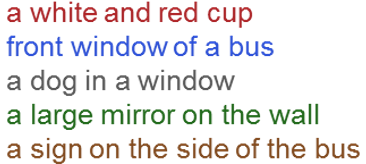 a white and red cup
front window of a bus
a dog in a window
a large mirror on the wall
a sign on the side of the bus